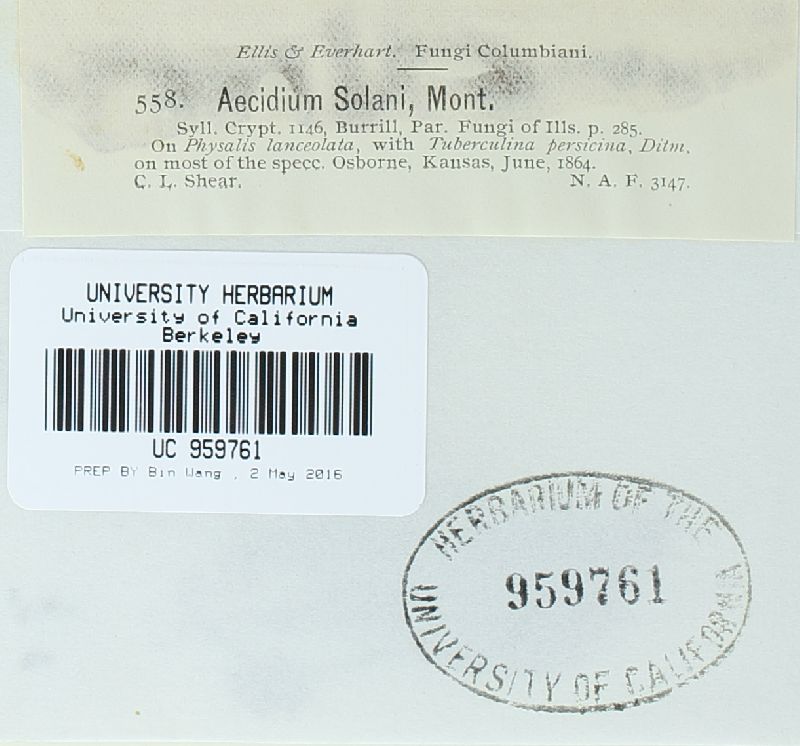 Ellis & Everhart. Fungi Columbiani.
558. Aecidium Solani, Mont.
Syll. Crypt. 1146, Burrill, Par. Fungi of Ills. p. 285.
On Physalis lanceolata, with Tuberculina persicina, Ditm.
on most of the specc. Osborne, Kansas, June, 1864.
C. L. Shear. N. A. F. 3147.
UNIVERSITY HERBARIUM
University of California
Berkeley
UC 959761
PREP BY Bin Wang , 2 May 2016
HERBARIUM OF THE
959761
UNIVERSITY OF CALIFORNIA